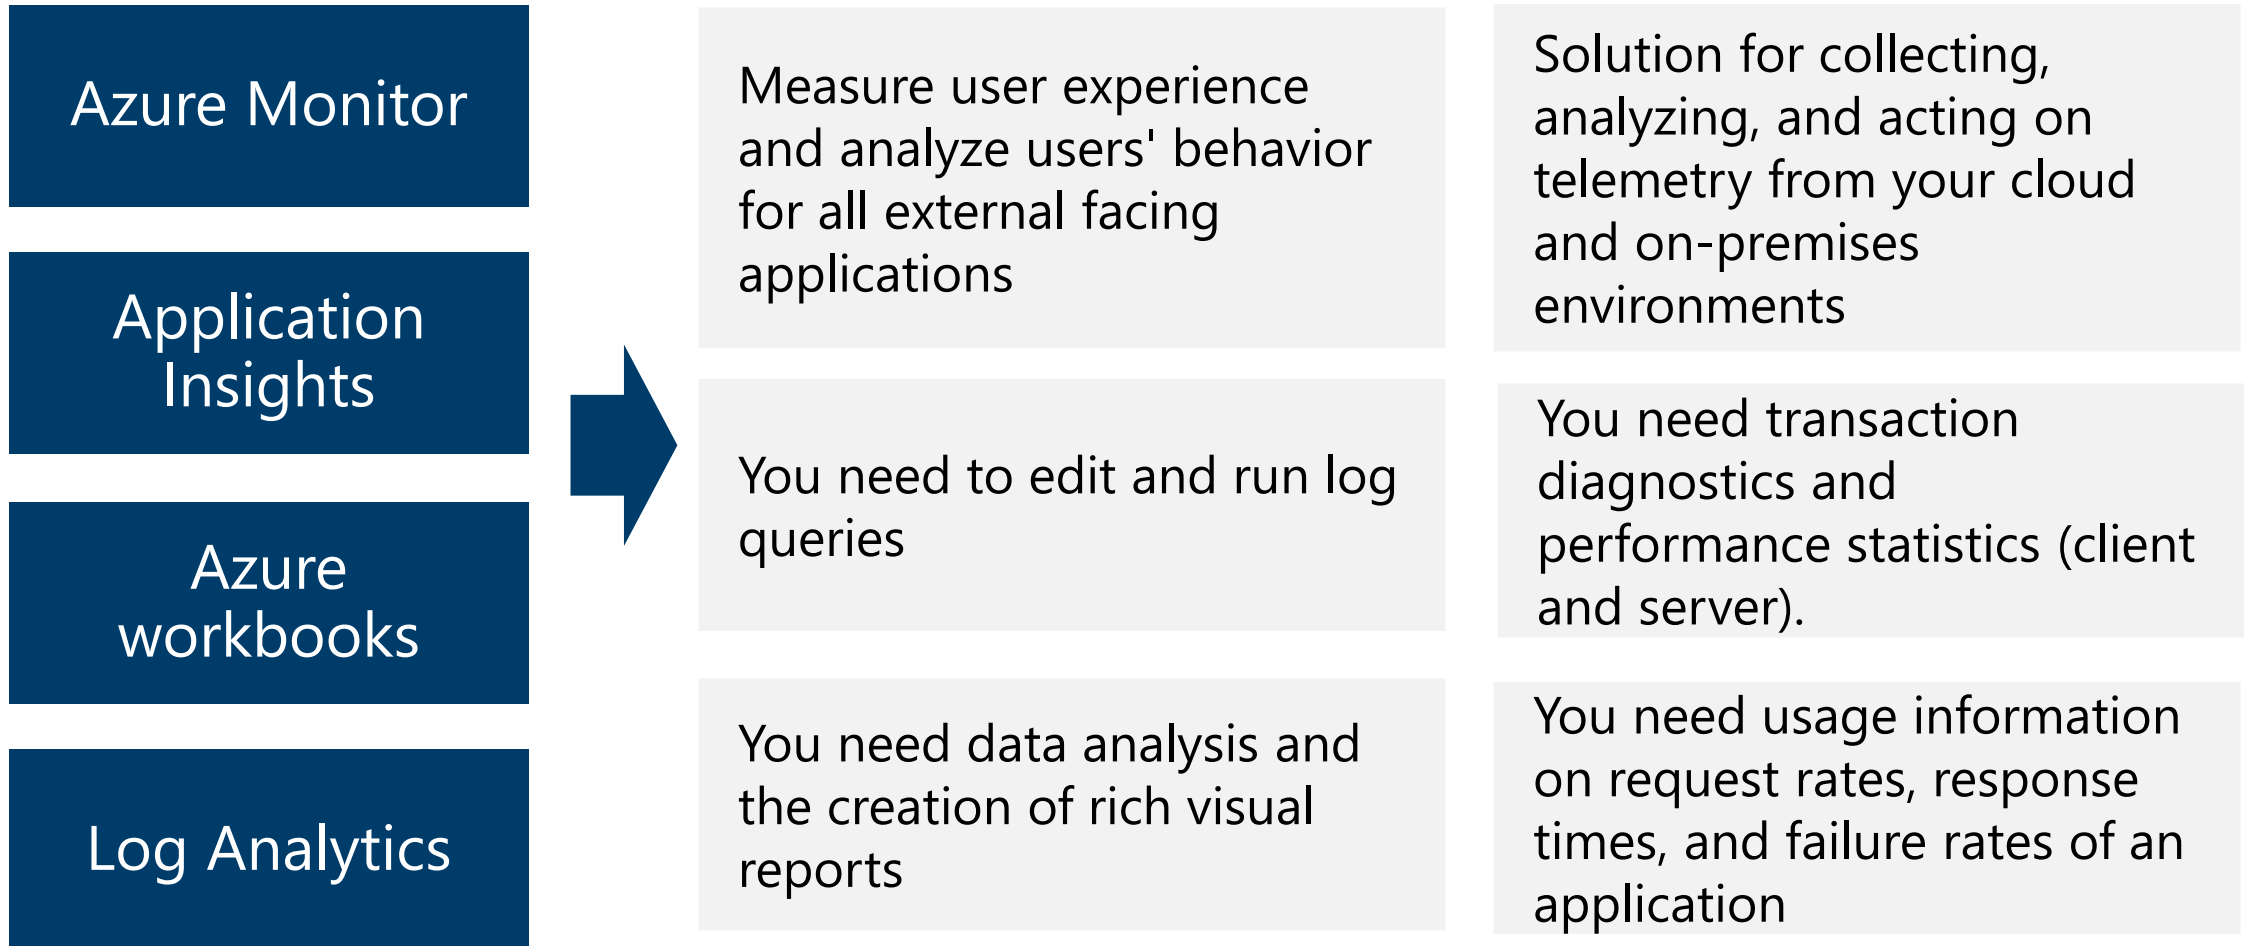 Azure Monitor
Application
Insights
Azure
workbooks
Log Analytics
Measure user experience
and analyze users' behavior
for all external facing
applications
You need to edit and run log
queries
You need data analysis and
the creation of rich visual
reports
Solution for collecting,
analyzing, and acting on
telemetry from your cloud
and on-premises
environments
You need transaction
diagnostics and
performance statistics (client
and server).
You need usage information
on request rates, response
times, and failure rates of an
application